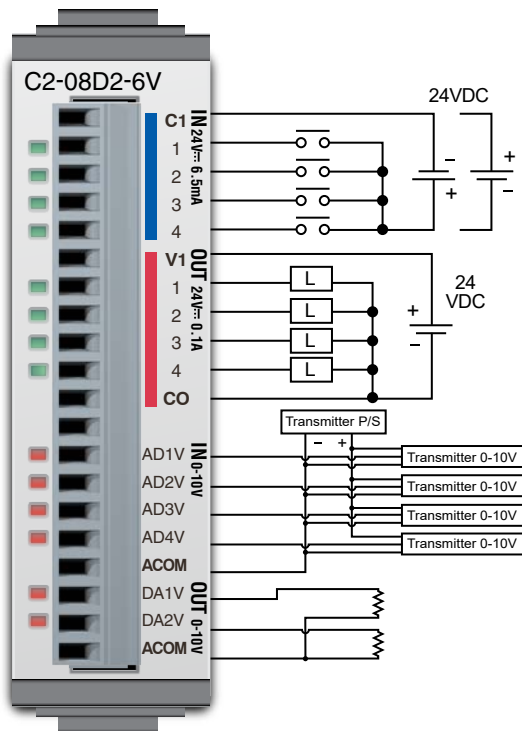 C2-08D2-6V
24VDC
C1
1
2
3
4
IN 24V⎓ 6.5mA
- +
+ -
V1
1
2
3
4
CO
OUT 24V⎓ 0.1A
L
L
L
L
24
VDC
+
-
Transmitter P/S
- +
AD1V
AD2V
AD3V
AD4V
ACOM
IN 0-10V
Transmitter 0-10V
Transmitter 0-10V
Transmitter 0-10V
Transmitter 0-10V
DA1V
DA2V
ACOM
OUT 0-10V